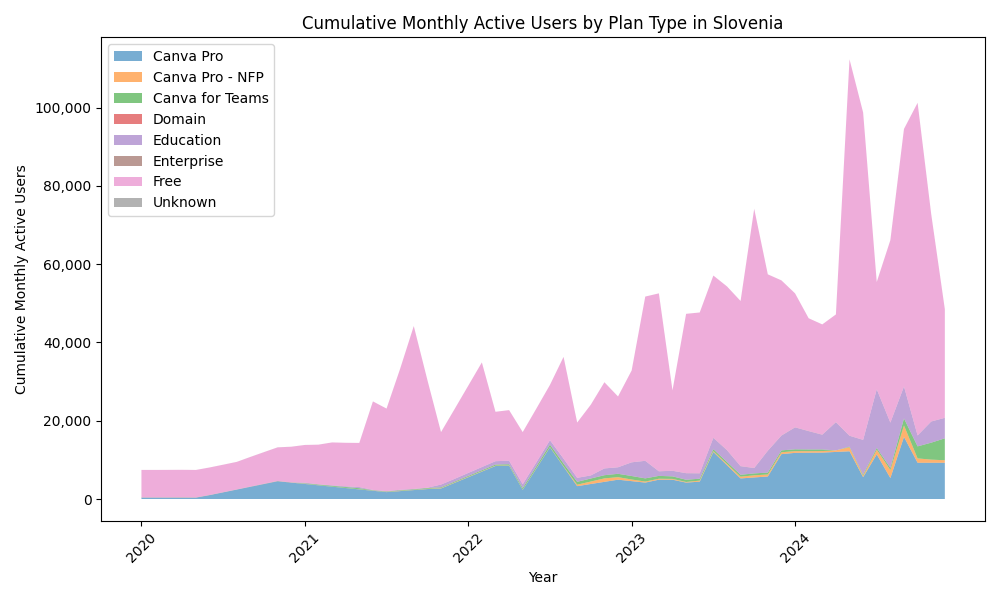 Cumulative Monthly Active Users by Plan Type in Slovenia
Canva Pro
Canva Pro - NFP
Canva for Teams
Domain
Education
Enterprise
Free
Unknown
100,000
80,000
60,000
40,000
20,000
0
Cumulative Monthly Active Users
2020
2021
2022
2023
2024
Year